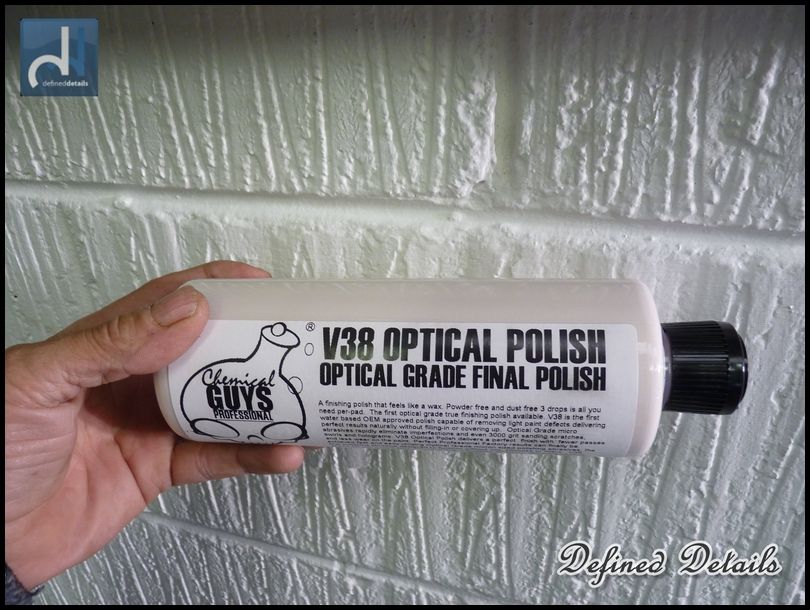 defineddetails
V38 OPTICAL POLISH
OPTICAL GRADE FINAL POLISH
Chemical
GUYS
PROFESSIONAL
®
A finishing polish that feels like a wax. Powder free and dust free 3 drops is all you
need per-pad. The first optical grade true finishing polish available. V38 is the first
water based OEM approved polish capable of removing light paint defects delivering
perfect results naturally without filling-in or covering up. Optical Grade micro
abrasives rapidly eliminate imperfections and even 3000 grit sanding scratches,
swirls and holograms. V38 Optical Polish delivers a perfect finish with fewer passes
Defined Details